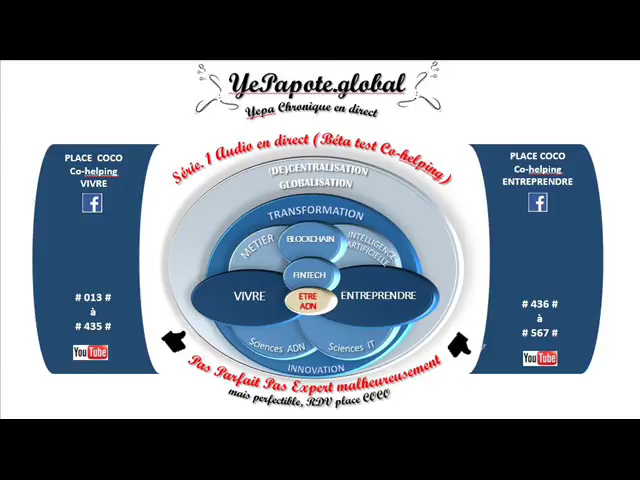 YePapote.global
Yepa Chronique en direct
Série. 1 Audio en direct (Béta test Co-helping)
PLACE COCO
Co-helping
VIVRE
f
# 013 #
à
# 435 #
YouTube
(DE)CENTRALISATION
GLOBALISATION
TRANSFORMATION
METIER
BLOCKCHAIN
INTELLIGENCE
ARTIFICIELLE
FINTECH
VIVRE
ETRE
ADN
ENTREPRENDRE
Sciences ADN
Sciences IT
INNOVATION
PLACE COCO
Co-helping
ENTREPRENDRE
f
# 436 #
à
# 567 #
YouTube
Pas Parfait Pas Expert malheureusement
mais perfectible, RDV place COCO